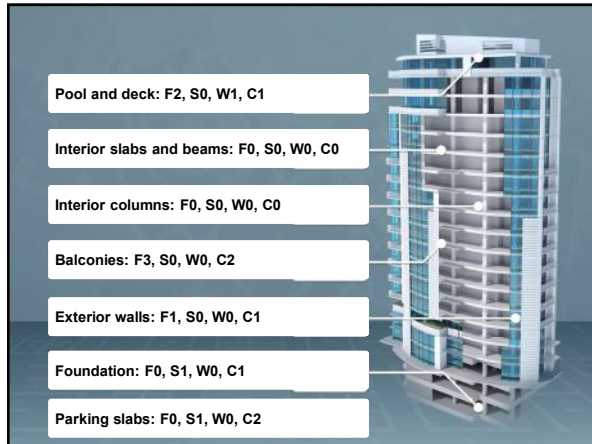 Pool and deck: F2, S0, W1, C1
Interior slabs and beams: F0, S0, W0, C0
Interior columns: F0, S0, W0, C0
Balconies: F3, S0, W0, C2
Exterior walls: F1, S0, W0, C1
Foundation: F0, S1, W0, C1
Parking slabs: F0, S1, W0, C2